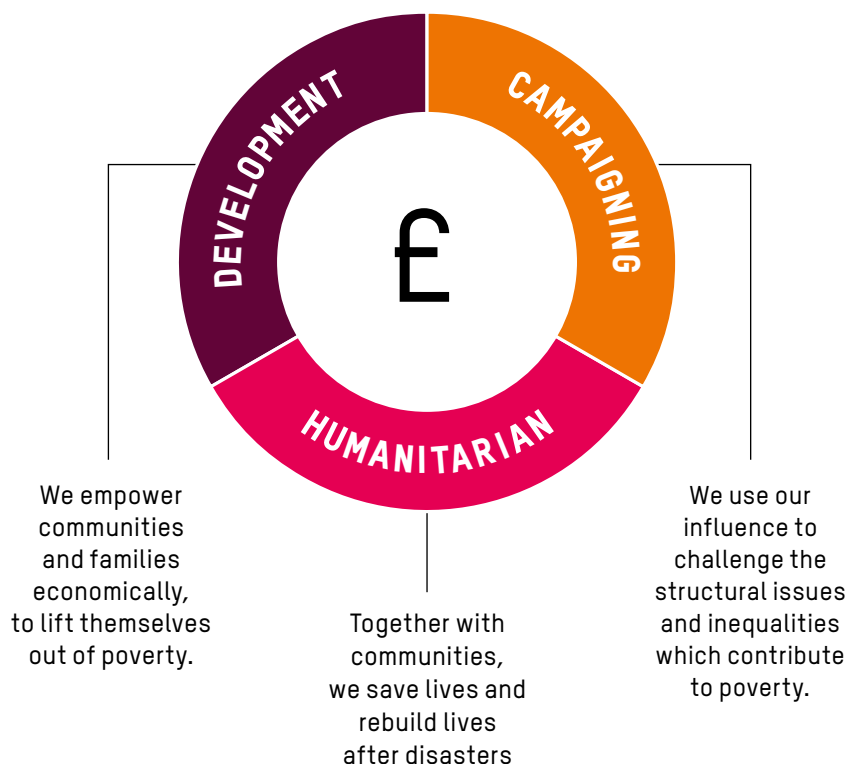 DEVELOPMENT
CAMPAIGNING
£
HUMANITARIAN
We empower
communities
and families
economically,
to lift themselves
out of poverty.
Together with
communities,
we save lives and
rebuild lives
after disasters
We use our
influence to
challenge the
structural issues
and inequalities
which contribute
to poverty.